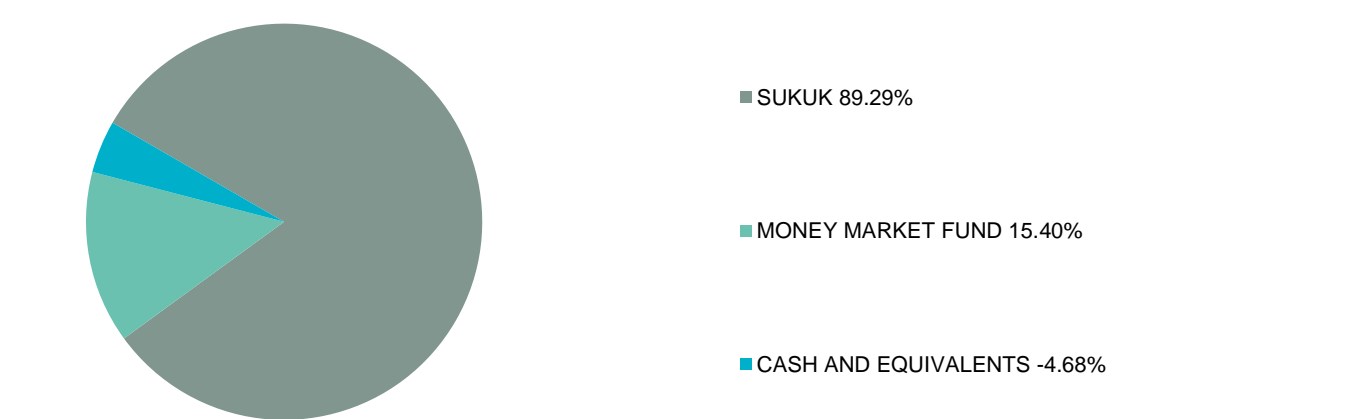 SUKUK 89.29%
MONEY MARKET FUND 15.40%
CASH AND EQUIVALENTS -4.68%